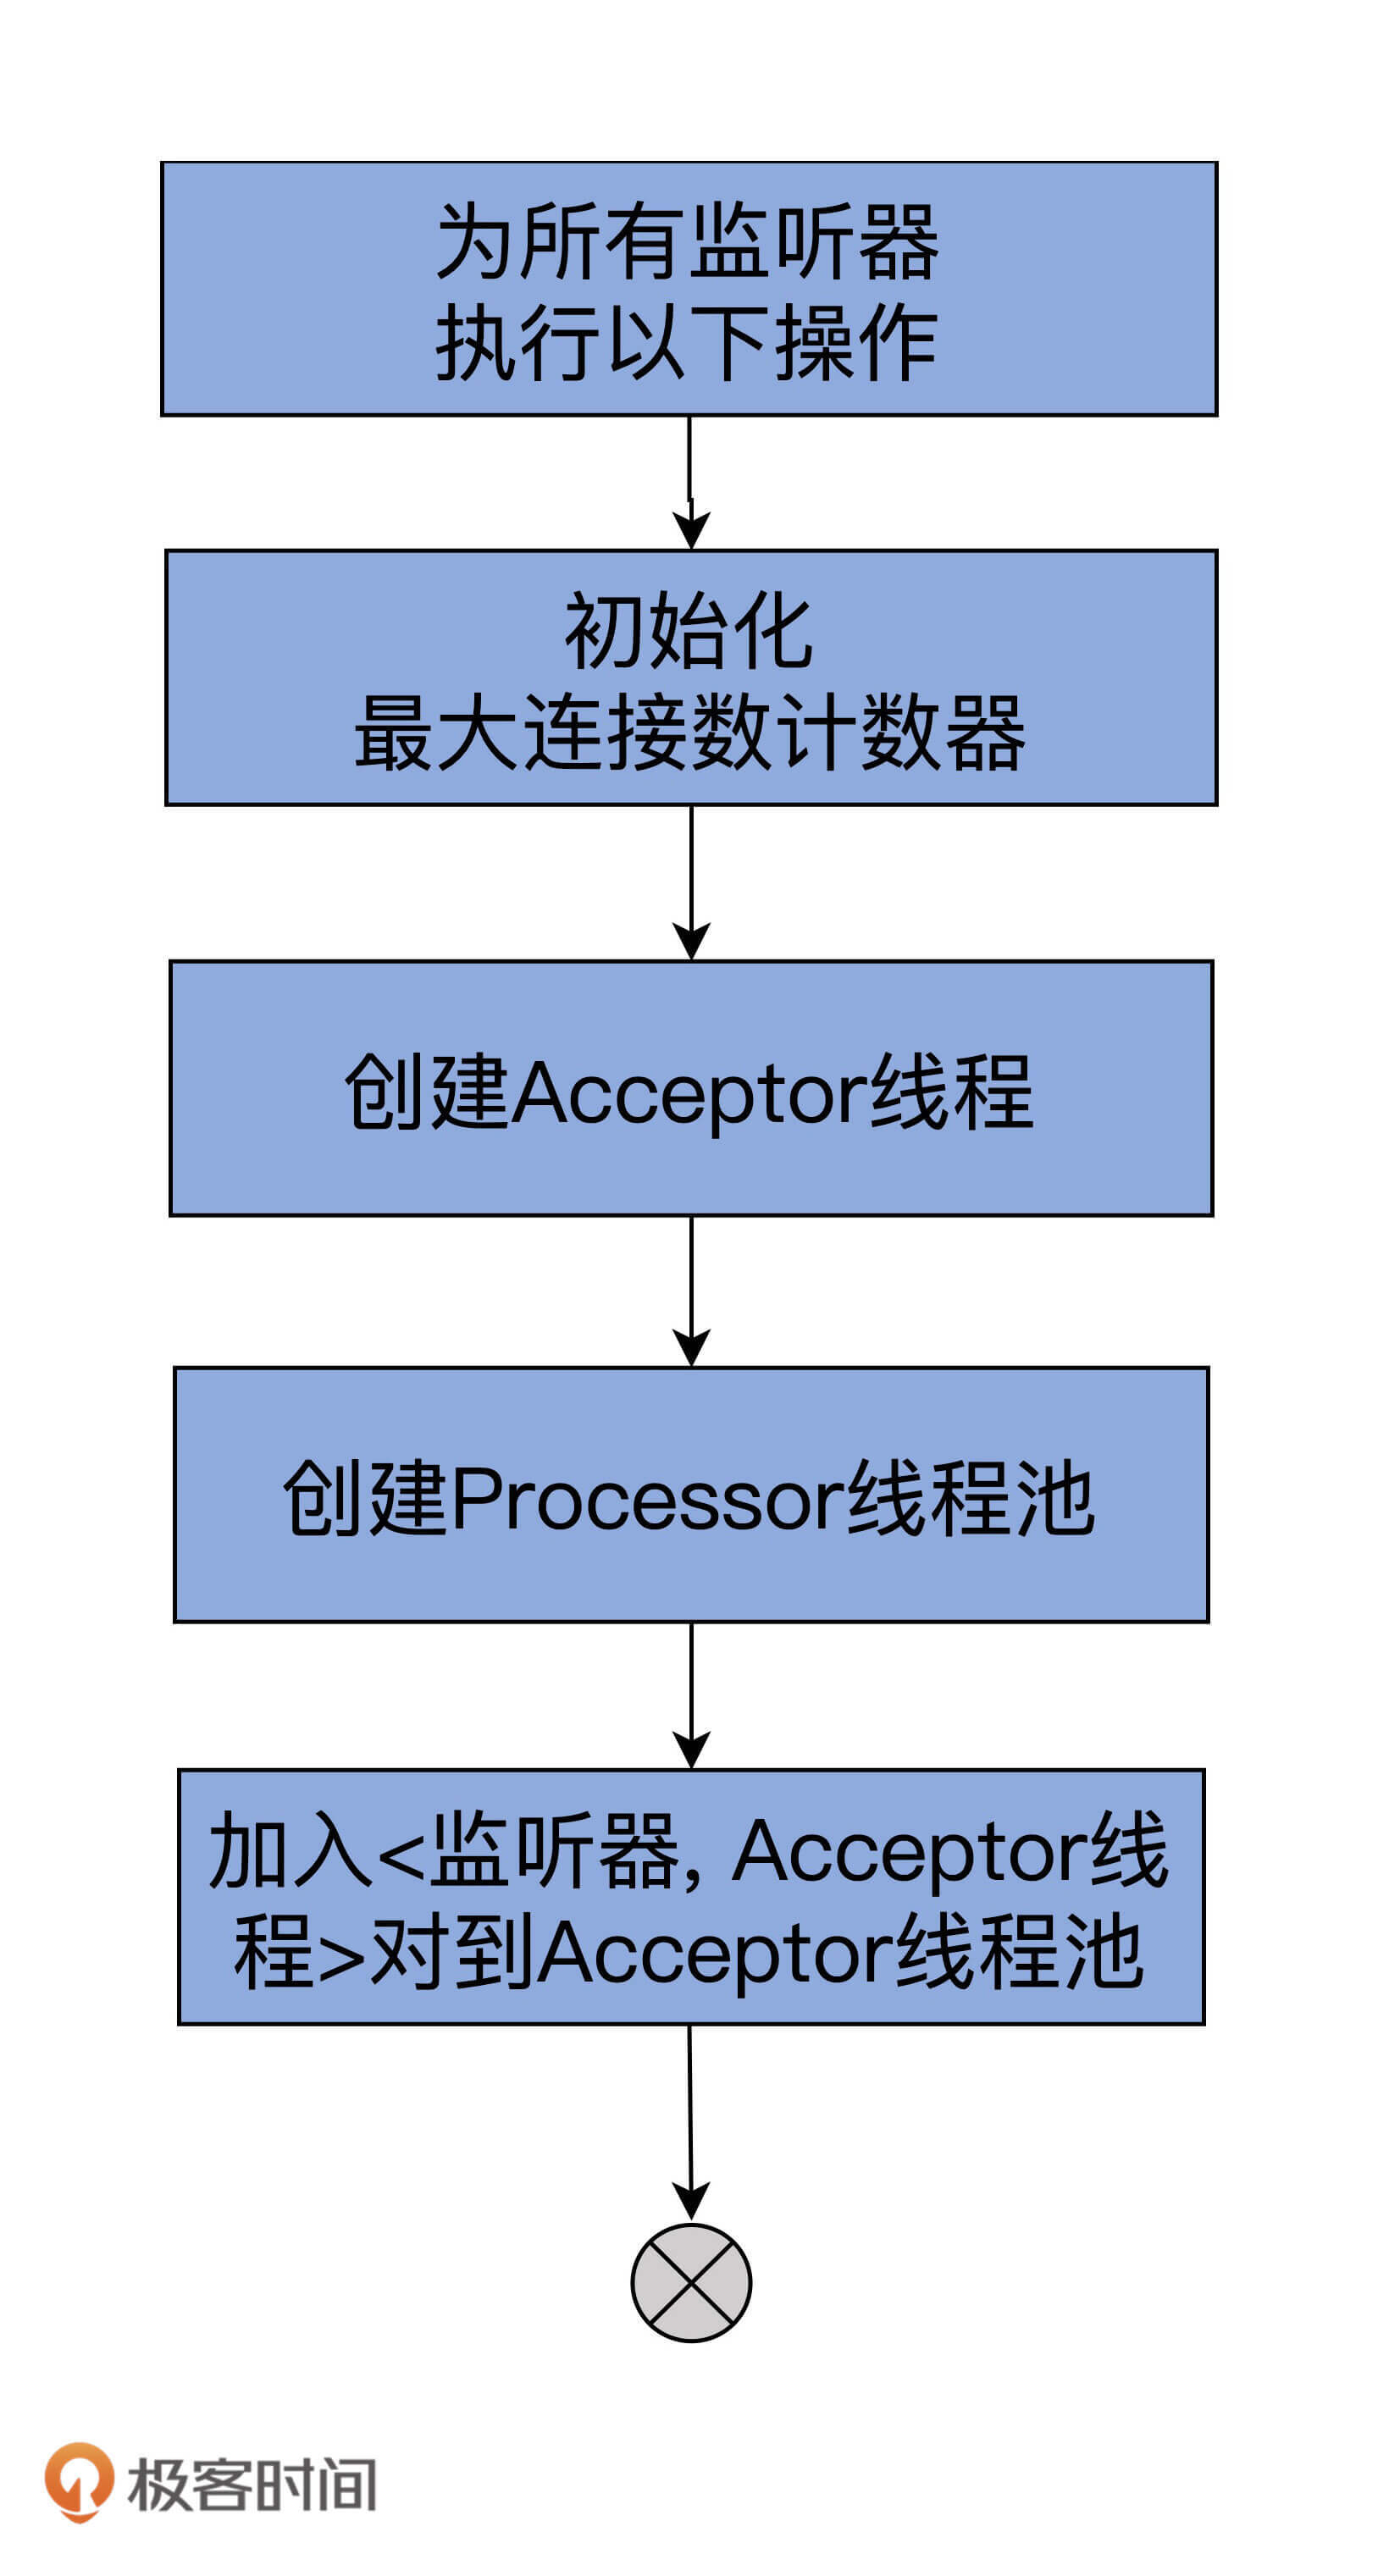 为所有监听器
执行以下操作
初始化
最大连接数计数器
创建Acceptor线程
创建Processor线程池
加入<监听器, Acceptor线
程>对到Acceptor线程池
极客时间